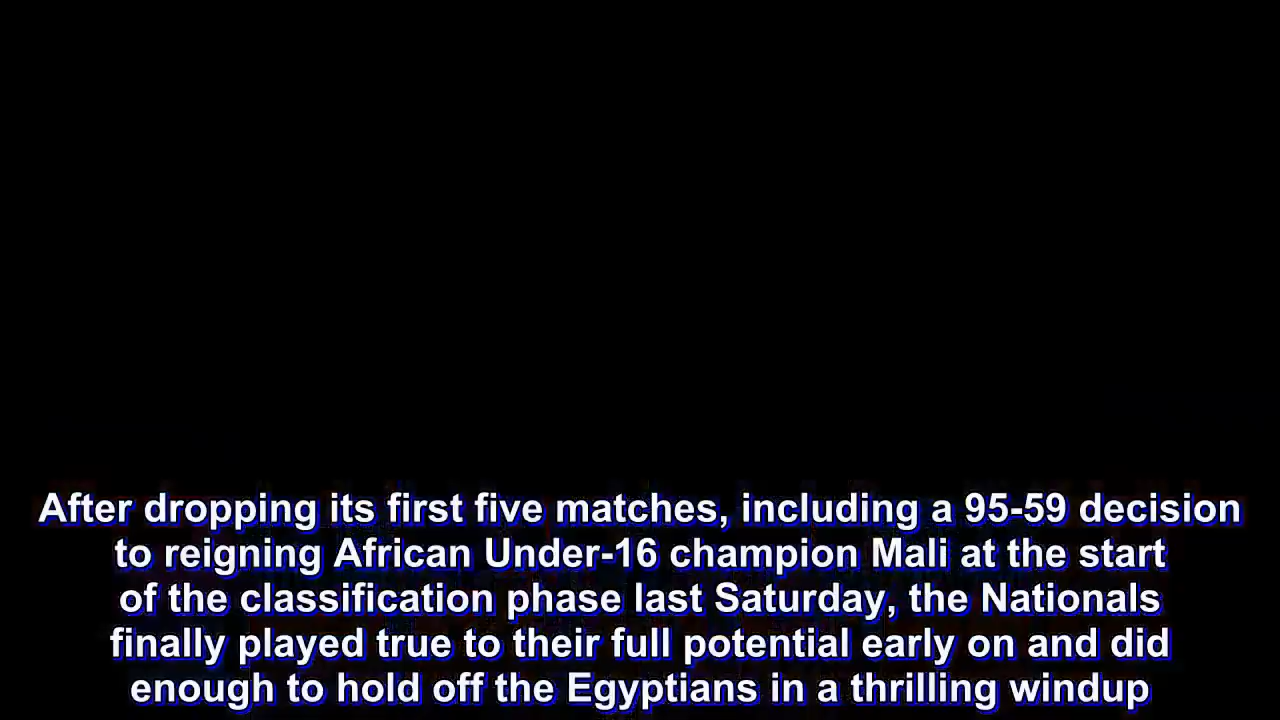 After dropping its first five matches, including a 95-59 decision
to reigning African Under-16 champion Mali at the start
of the classification phase last Saturday, the Nationals
finally played true to their full potential early on and did
enough to hold off the Egyptians in a thrilling windup